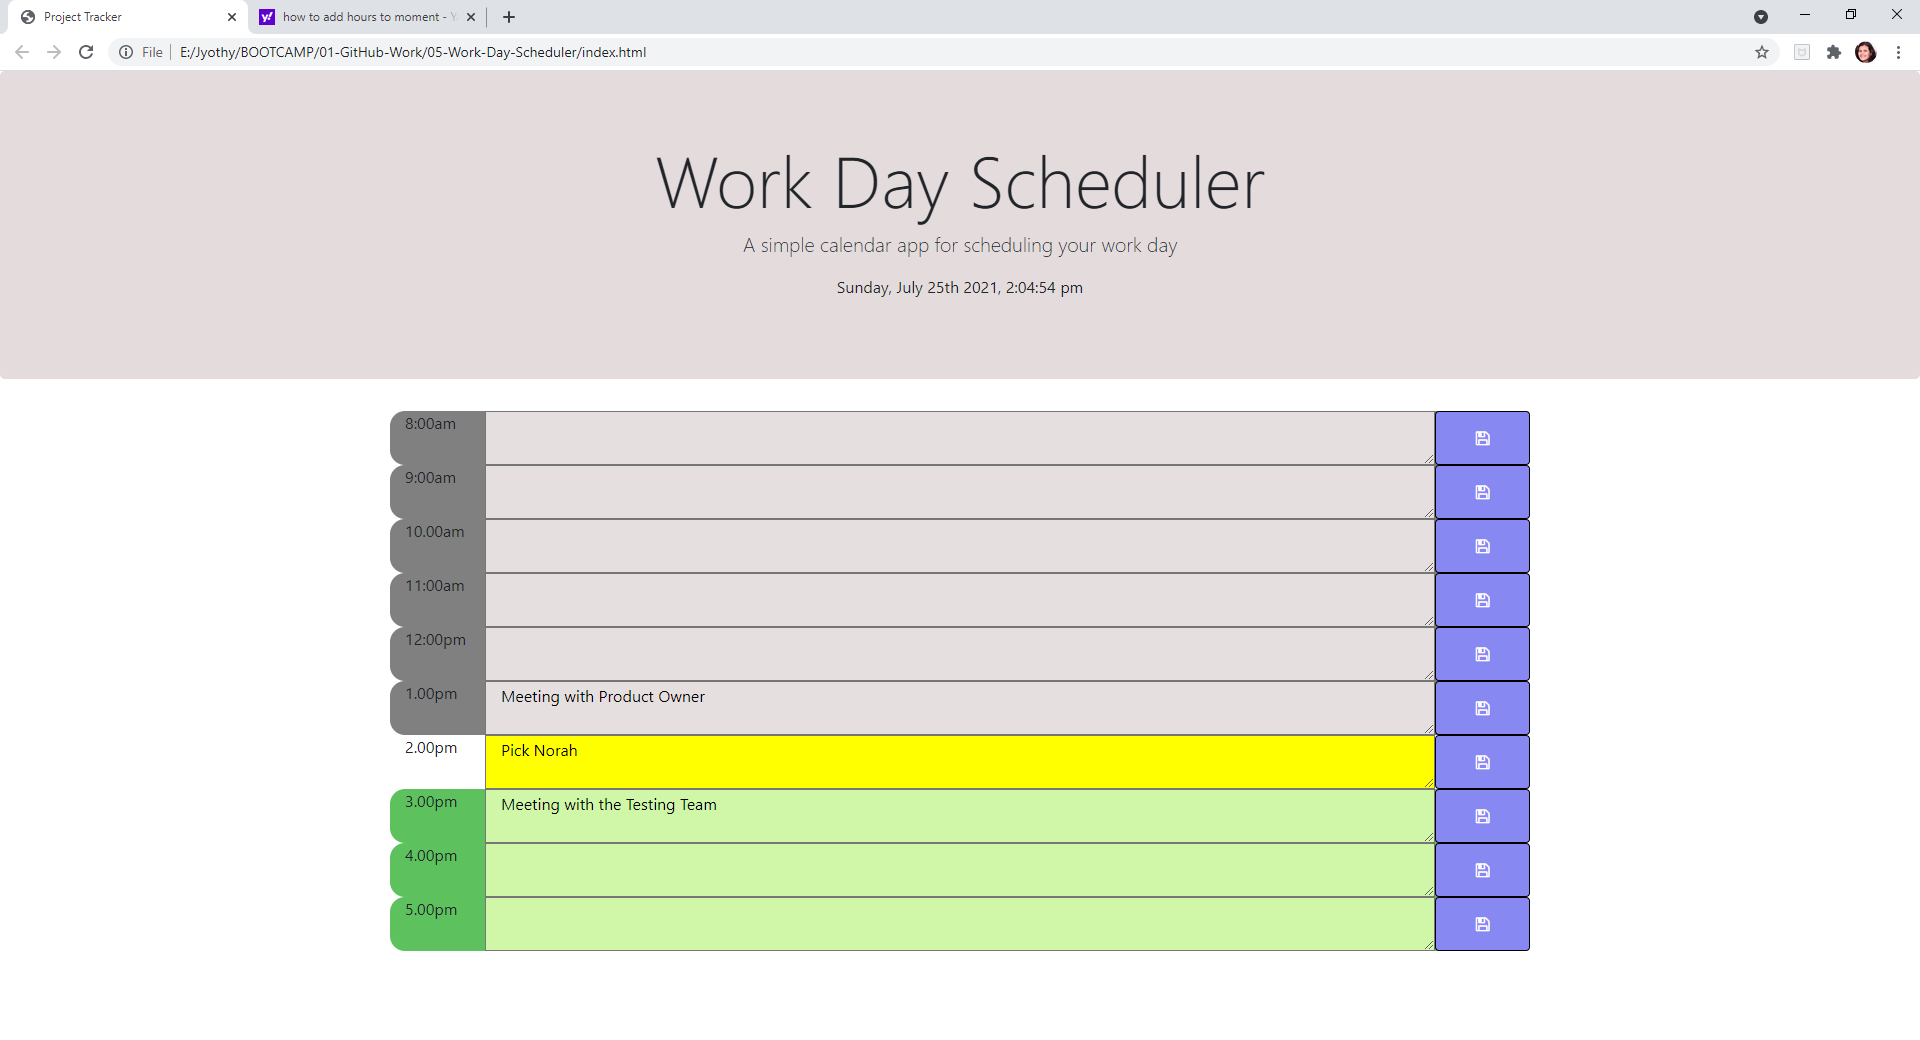 Project Tracker
how to add hours to moment - Y
File
E:/Jyothy/BOOTCAMP/01-GitHub-Work/05-Work-Day-Scheduler/index.html
Work Day Scheduler
A simple calendar app for scheduling your work day
Sunday, July 25th 2021, 2:04:54 pm
8:00am
9:00am
10.00am
11:00am
12:00pm
1.00pm Meeting with Product Owner
2.00pm Pick Norah
3.00pm Meeting with the Testing Team
4.00pm
5.00pm